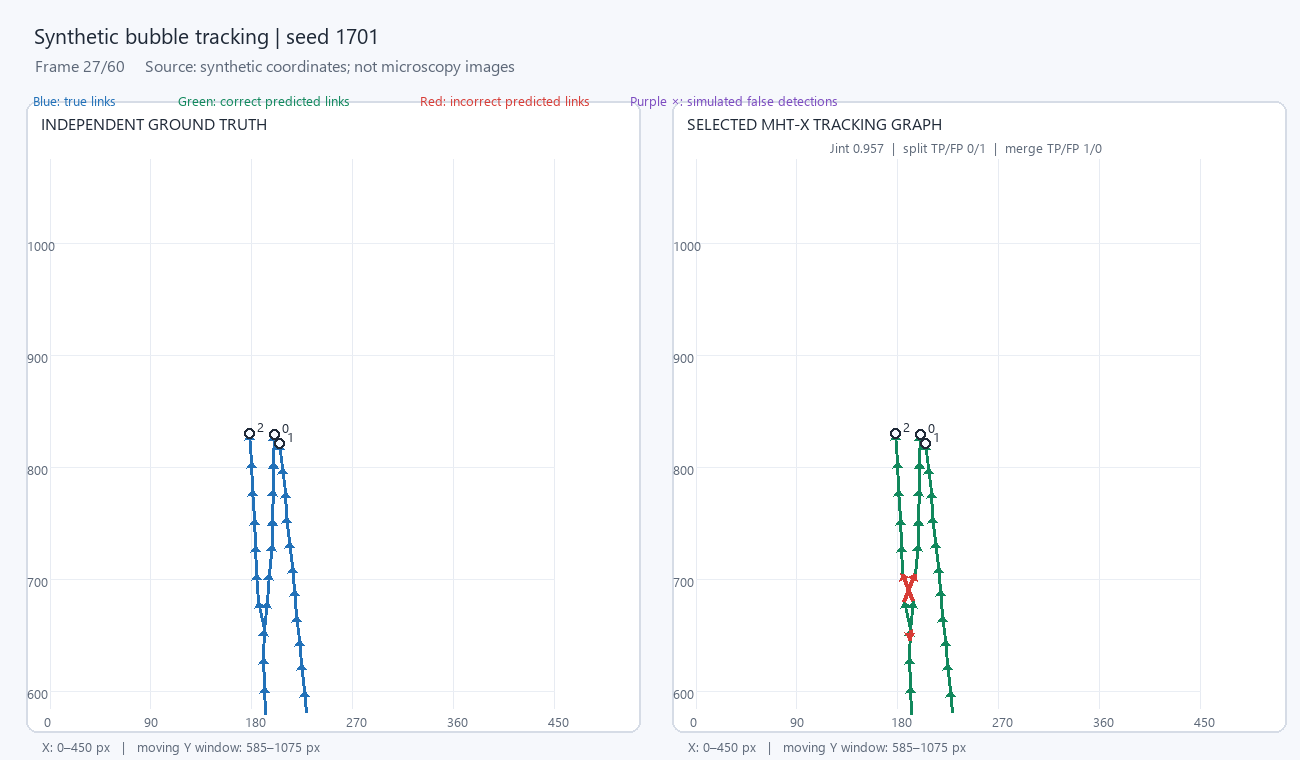 Synthetic bubble tracking | seed 1701
Frame 27/60 Source: synthetic coordinates; not microscopy images
Blue: true links Green: correct predicted links Red: incorrect predicted links Purple ×: simulated false detections
INDEPENDENT GROUND TRUTH
1000
900
800
700
600
2
0
1
0 90 180 270 360 450
X: 0–450 px | moving Y window: 585–1075 px
SELECTED MHT-X TRACKING GRAPH
Jint 0.957 | split TP/FP 0/1 | merge TP/FP 1/0
1000
900
800
700
600
2
0
1
0 90 180 270 360 450
X: 0–450 px | moving Y window: 585–1075 px